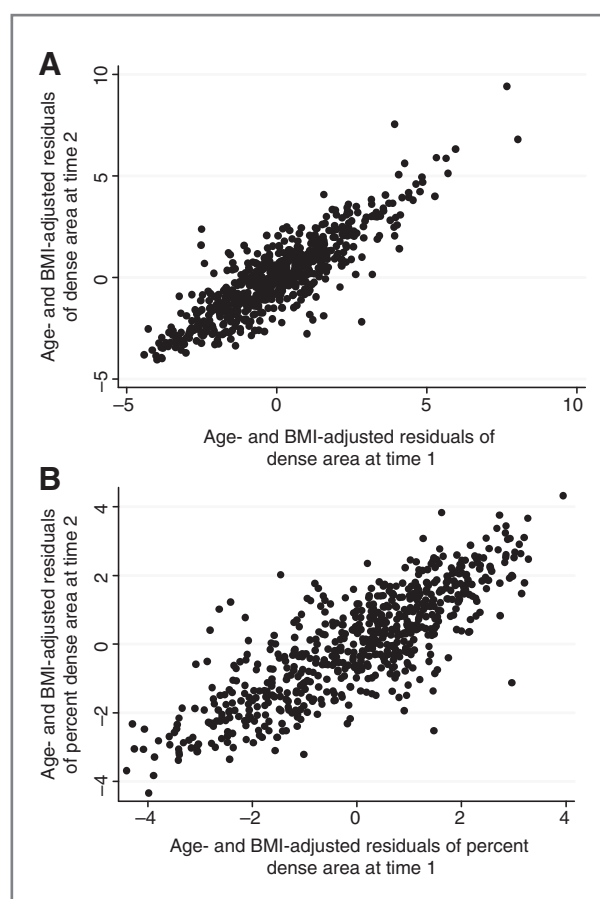 A
Age- and BMI-adjusted residuals
of dense area at time 2
10
5
0
–5
–5
0
5
10
Age- and BMI-adjusted residuals of
dense area at time 1
B
Age- and BMI-adjusted residuals
of percent dense area at time 2
4
2
0
–2
–4
–4
–2
0
2
4
Age- and BMI-adjusted residuals of percent
dense area at time 1